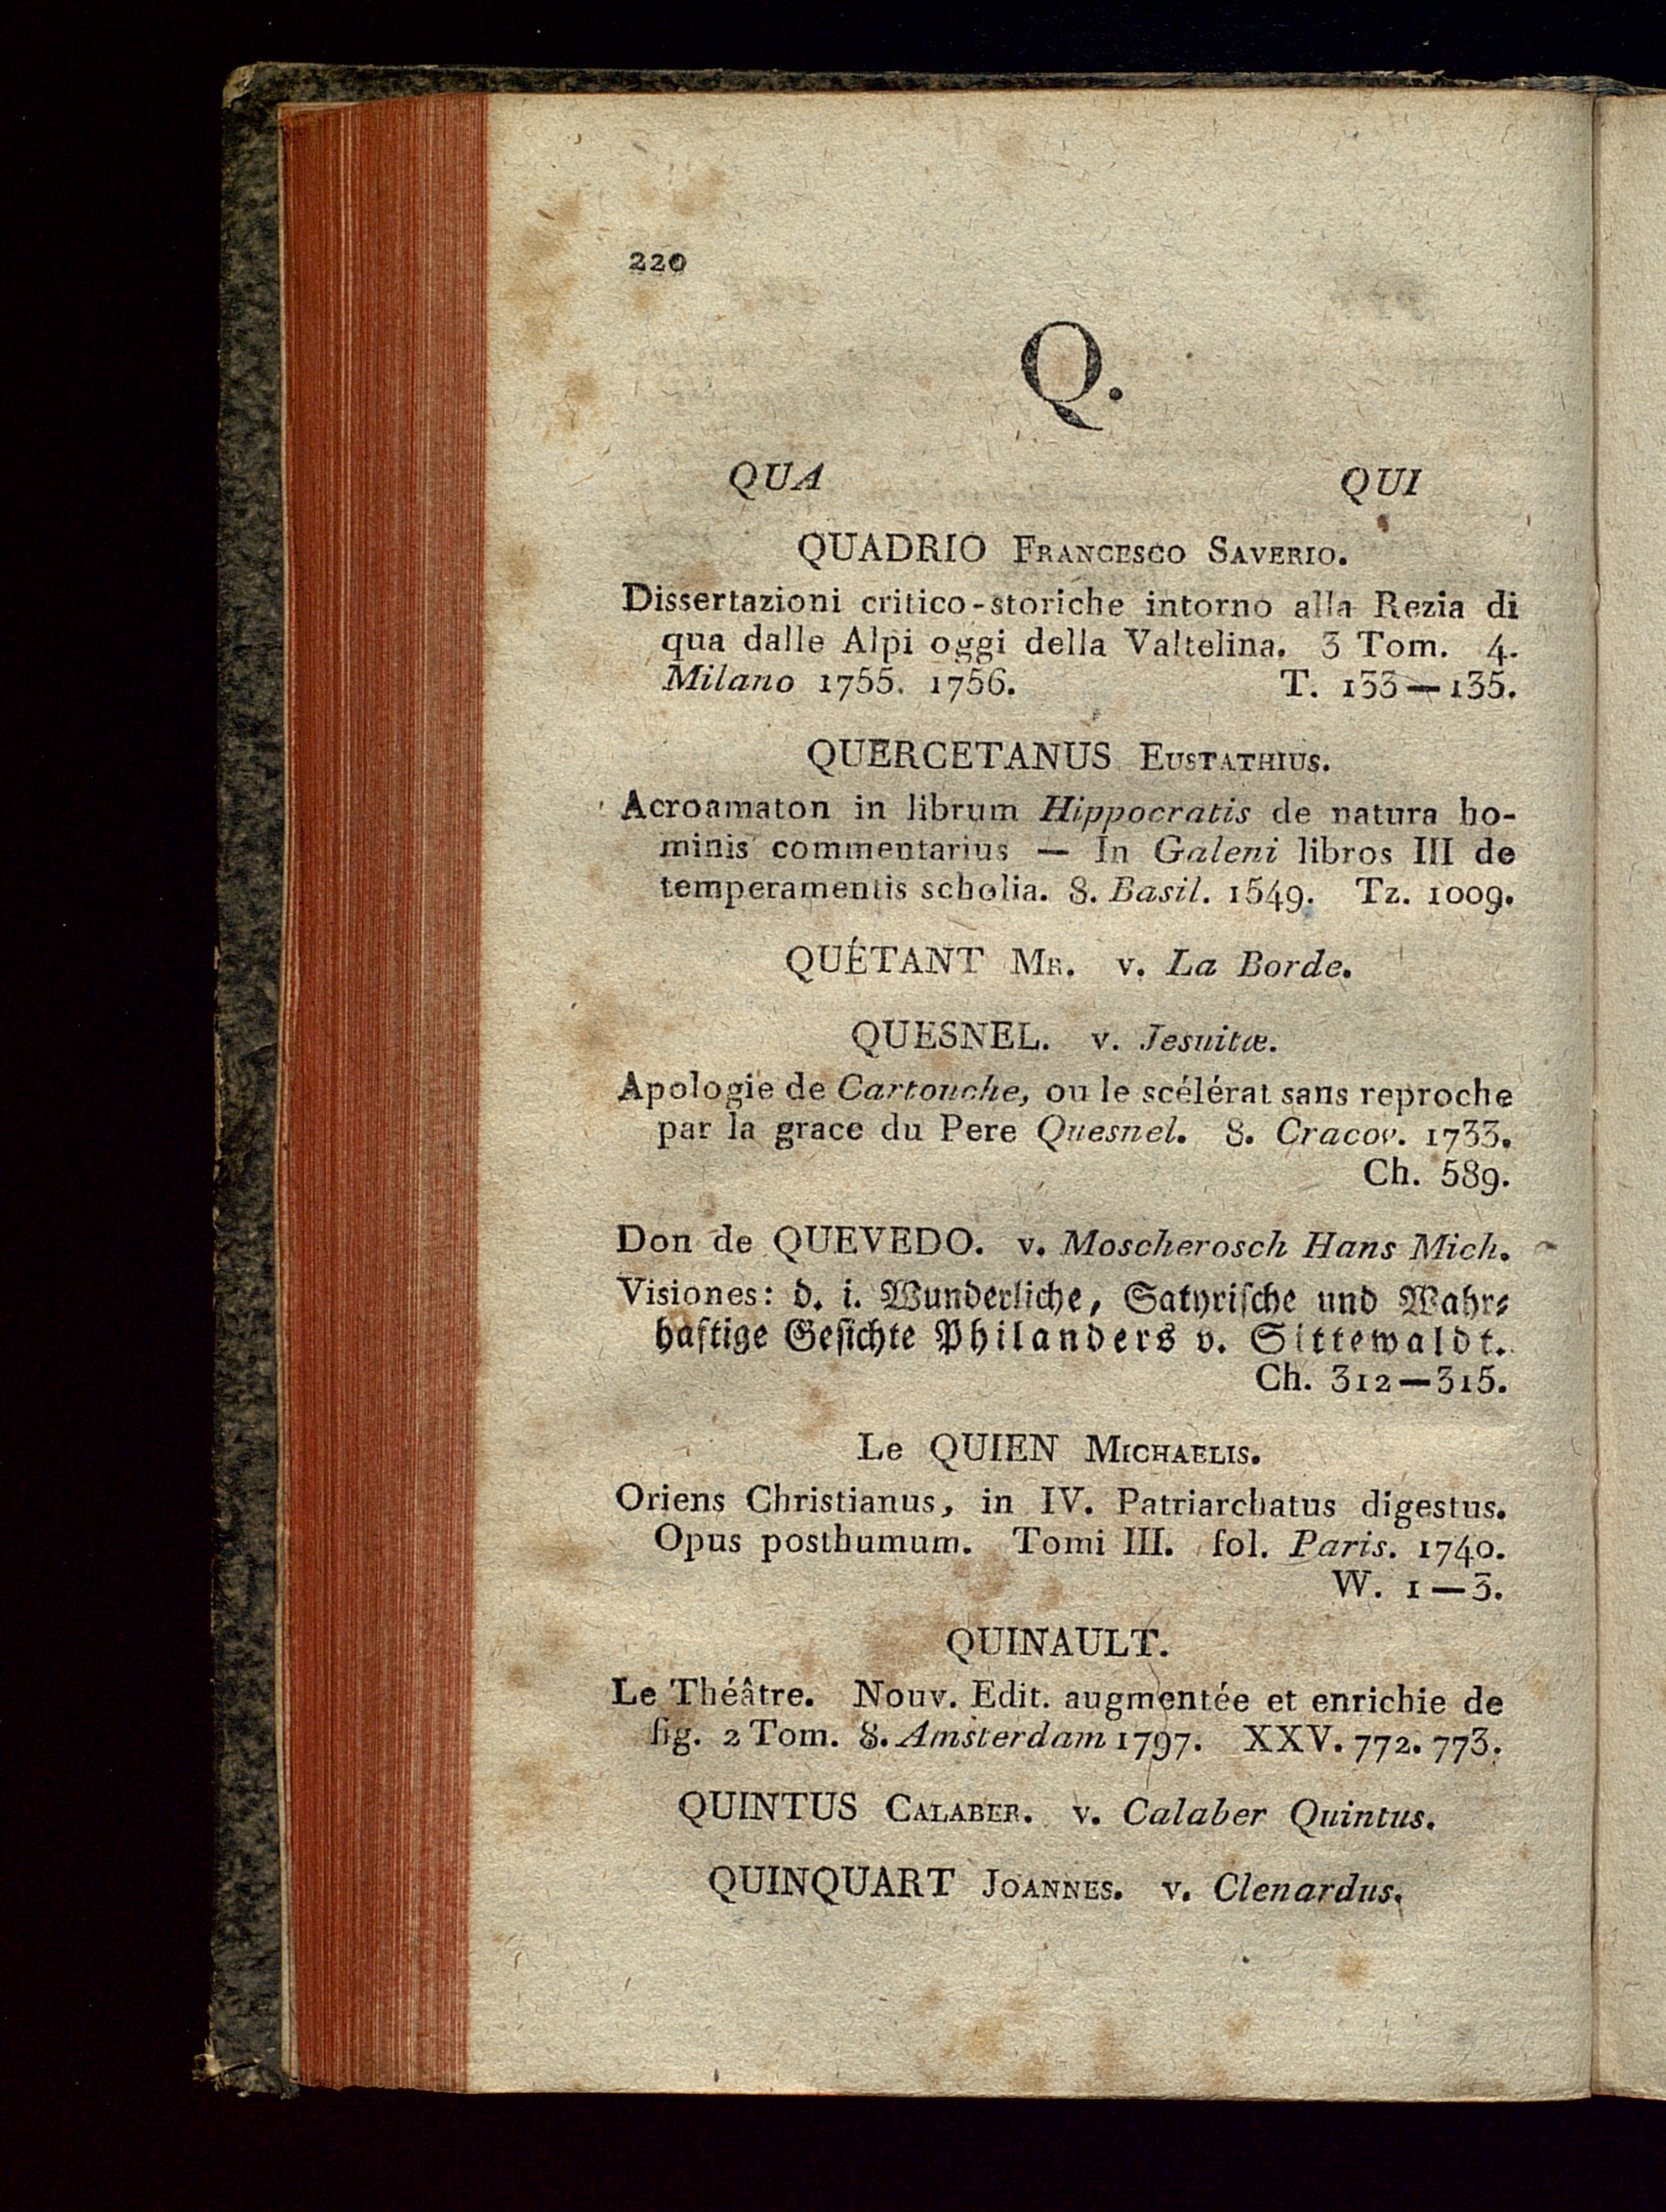 220
Q.
QUA QUI
QUADRIO FRANCESCO SAVERIO.
Dissertazioni critico-storiche intorno alla Rezia di
qua dalle Alpi oggi della Valtelina. 3 Tom. 4.
Milano 1755. 1756. T. 133—135.
QUERCETANUS EUSTATHIUS.
Acroamaton in librum Hippocratis de natura ho-
minis commentarius — In Galeni libros III de
temperamentis scholia. 8. Basil. 1549. Tz. 1009.
QUÉTANT MR. v. La Borde.
QUESNEL. v. Jesuitæ.
Apologie de Cartouche, ou le scélérat sans reproche
par la grace du Pere Quesnel. 8. Cracov. 1733.
Ch. 589.
Don de QUEVEDO. v. Moscherosch Hans Mich.
Visiones: d. i. Wunderliche, Satyriſche und Wahr⸗
haftige Geſichte Philanders v. Sittewaldt.
Ch. 312—315.
Le QUIEN MICHAELIS.
Oriens Christianus, in IV. Patriarchatus digestus.
Opus posthumum. Tomi III. fol. Paris. 1740.
W. 1—3.
QUINAULT.
Le Théâtre. Nouv. Edit. augmentée et enrichie de
fig. 2 Tom. 8. Amsterdam 1797. XXV. 772. 773.
QUINTUS CALABER. v. Calaber Quintus.
QUINQUART JOANNES. v. Clenardus.